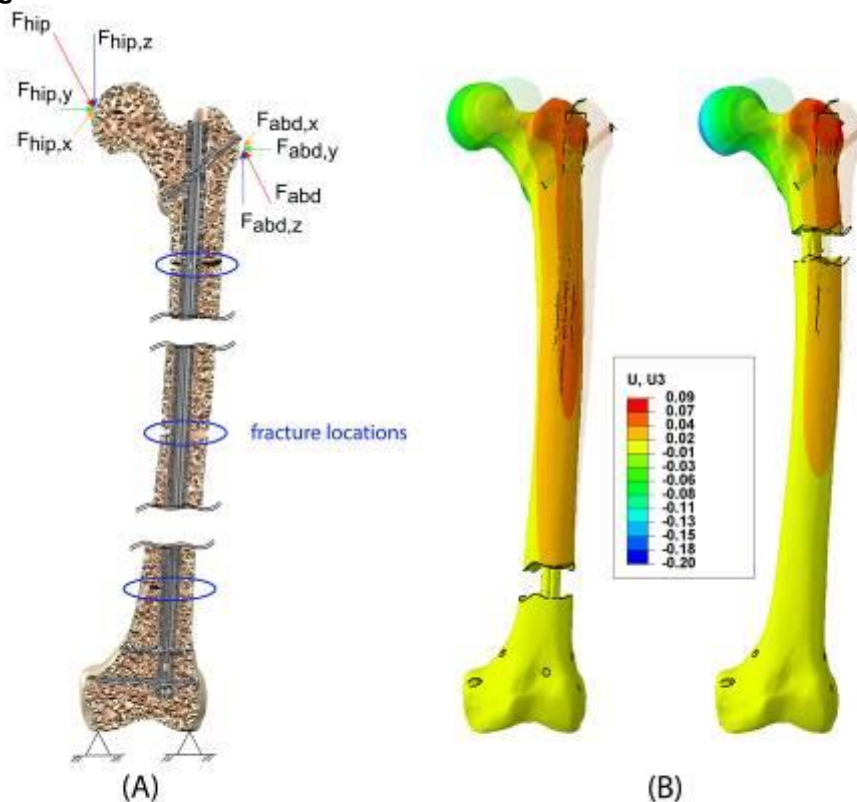 Fhip
Fhip,z
Fhip,y
Fhip,x
Fabd,x
Fabd,y
Fabd
Fabd,z
fracture locations
U, U3
0.09
0.07
0.04
0.02
-0.01
-0.03
-0.06
-0.08
-0.11
-0.13
-0.15
-0.18
-0.20
(A)
(B)